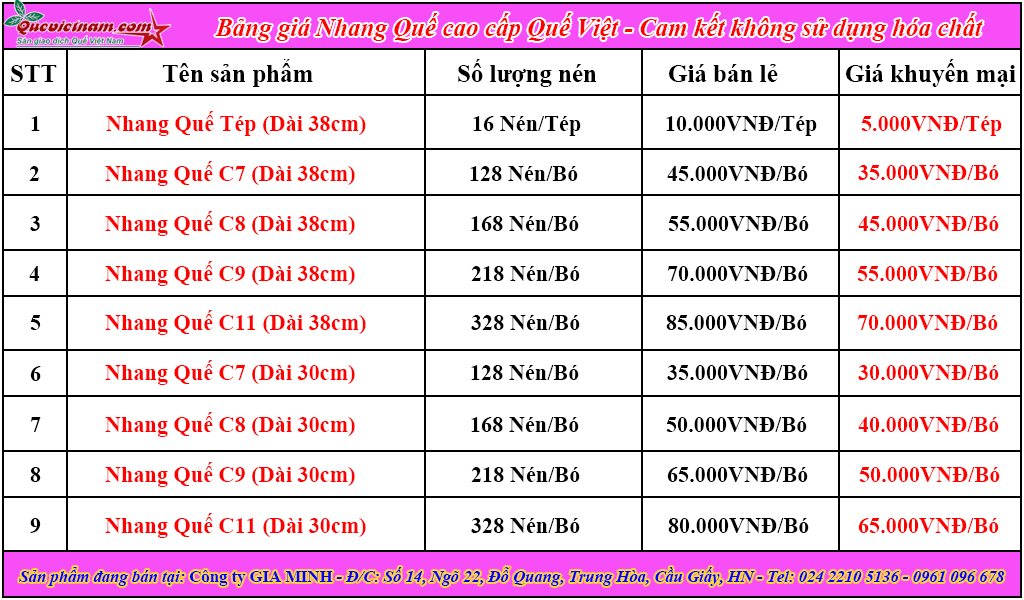 Quevietnam.com
Sàn giao dịch Quế Việt Nam
Bảng giá Nhang Quế cao cấp Quế Việt - Cam kết không sử dụng hóa chất
STT Tên sản phẩm Số lượng nén Giá bán lẻ Giá khuyến mại
1 Nhang Quế Tép (Dài 38cm) 16 Nén/Tép 10.000VNĐ/Tép 5.000VNĐ/Tép
2 Nhang Quế C7 (Dài 38cm) 128 Nén/Bó 45.000VNĐ/Bó 35.000VNĐ/Bó
3 Nhang Quế C8 (Dài 38cm) 168 Nén/Bó 55.000VNĐ/Bó 45.000VNĐ/Bó
4 Nhang Quế C9 (Dài 38cm) 218 Nén/Bó 70.000VNĐ/Bó 55.000VNĐ/Bó
5 Nhang Quế C11 (Dài 38cm) 328 Nén/Bó 85.000VNĐ/Bó 70.000VNĐ/Bó
6 Nhang Quế C7 (Dài 30cm) 128 Nén/Bó 35.000VNĐ/Bó 30.000VNĐ/Bó
7 Nhang Quế C8 (Dài 30cm) 168 Nén/Bó 50.000VNĐ/Bó 40.000VNĐ/Bó
8 Nhang Quế C9 (Dài 30cm) 218 Nén/Bó 65.000VNĐ/Bó 50.000VNĐ/Bó
9 Nhang Quế C11 (Dài 30cm) 328 Nén/Bó 80.000VNĐ/Bó 65.000VNĐ/Bó
Sản phẩm đang bán tại: Công ty GIA MINH - Đ/C: Số 14, Ngõ 22, Đỗ Quang, Trung Hòa, Cầu Giấy, HN - Tel: 024 2210 5136 - 0961 096 678